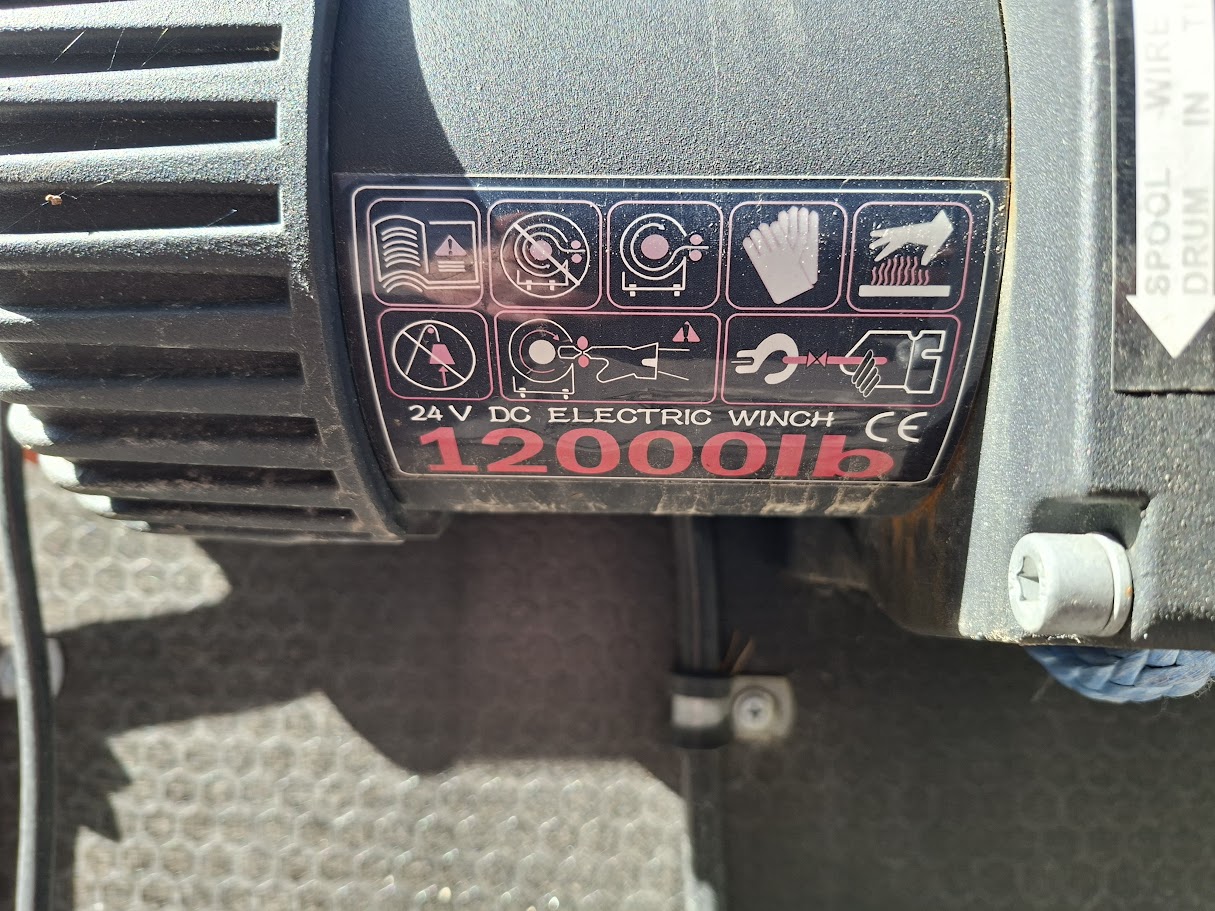 24V DC ELECTRIC WINCH CE
12000lb
SPOOL WIRE
DRUM IN